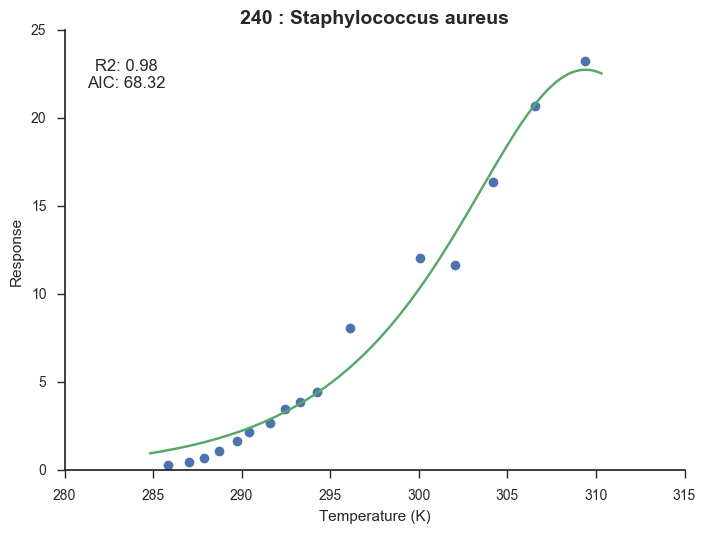 240 : Staphylococcus aureus
R2: 0.98
AIC: 68.32
Response
25
20
15
10
5
0
280 285 290 295 300 305 310 315
Temperature (K)